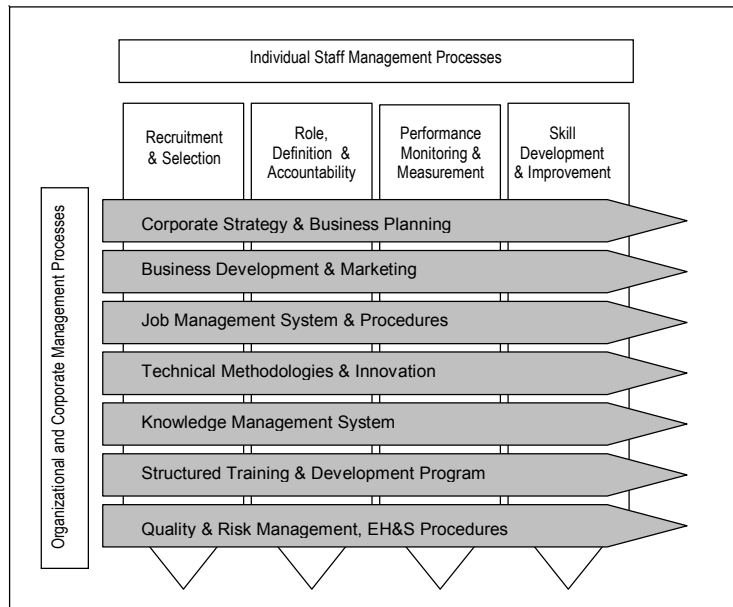 Individual Staff Management Processes
Recruitment
& Selection
Role,
Definition &
Accountability
Performance
Monitoring &
Measurement
Skill
Development
& Improvement
Organizational and Corporate Management Processes
Corporate Strategy & Business Planning
Business Development & Marketing
Job Management System & Procedures
Technical Methodologies & Innovation
Knowledge Management System
Structured Training & Development Program
Quality & Risk Management, EH&S Procedures